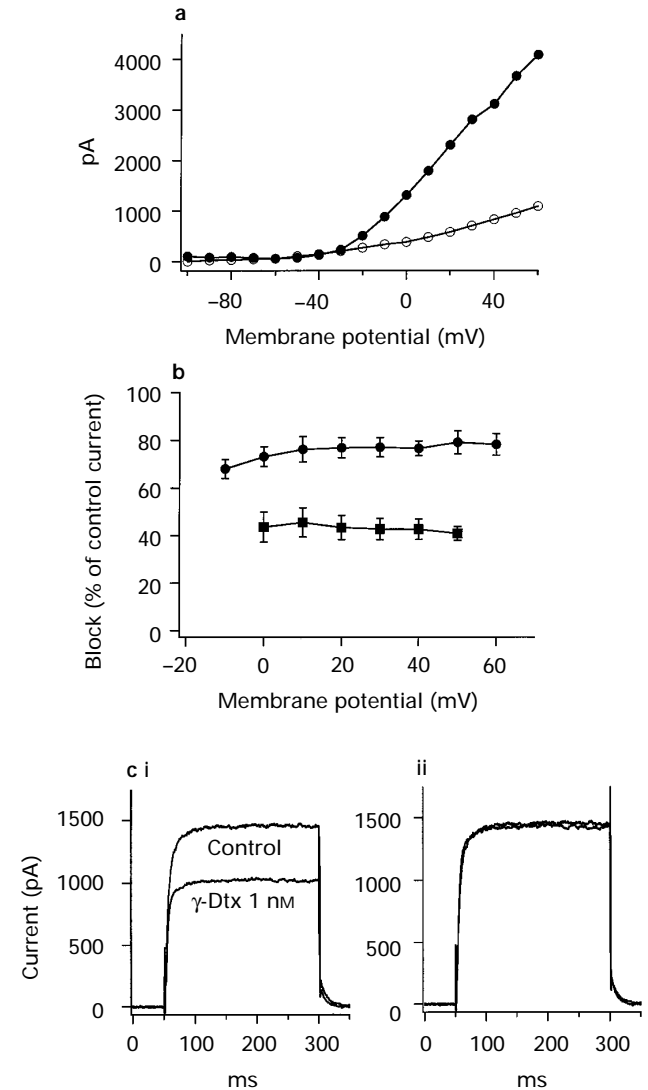 a
4000
3000
2000
1000
0
pA
−80
−40
0
40
Membrane potential (mV)
b
100
80
60
40
20
0
Block (% of control current)
−20
0
20
40
60
Membrane potential (mV)
c i
1500
1000
500
0
Current (pA)
Control
γ-Dtx 1 nM
0
100
200
300
ms
ii
1500
1000
500
0
0
100
200
300
ms